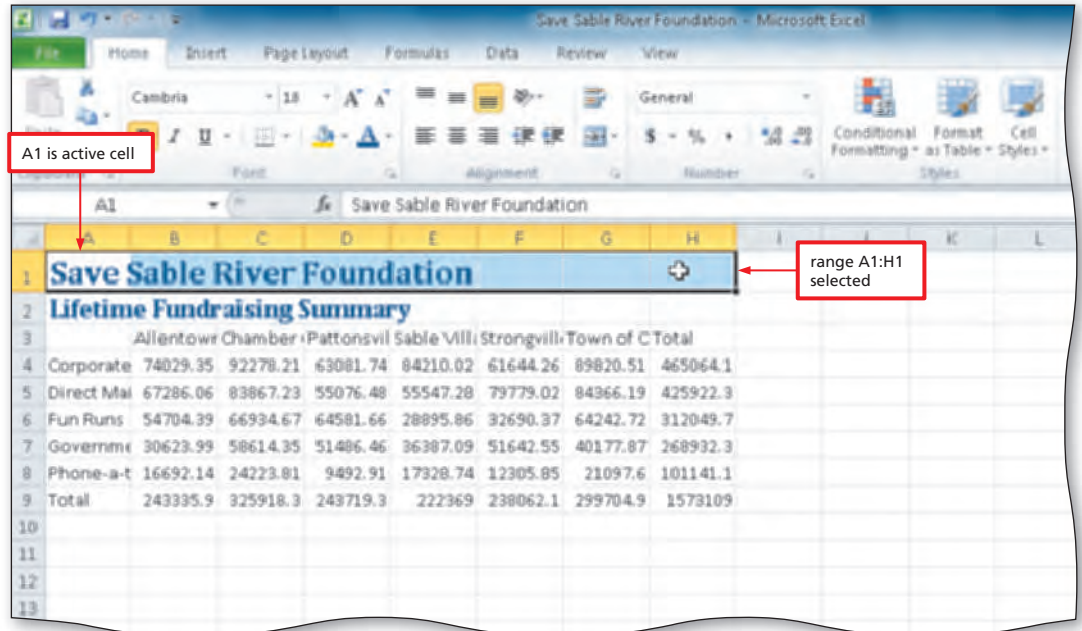 Save Sable River Foundation - Microsoft Excel
File Home Insert Page Layout Formulas Data Review View
Cambria 18 A A General
A1 is active cell
B I U A $ % , Conditional Formatting Format as Table Cell Styles
Font Alignment Number Styles
A1 fx Save Sable River Foundation
A B C D E F G H I J K L
1 Save Sable River Foundation
range A1:H1
selected
2 Lifetime Fundraising Summary
3 Allentowr Chamber Pattonsvil Sable Villa Strongvill Town of C Total
4 Corporate 74029.35 92278.21 63081.74 84210.02 61644.26 89820.51 465064.1
5 Direct Mai 67286.06 83867.23 55076.48 55547.28 79779.02 84366.19 425922.3
6 Fun Runs 54704.39 66934.67 64581.66 28895.86 32690.37 64242.72 312049.7
7 Governme 30623.99 58614.35 51486.46 36387.09 51642.55 40177.87 268932.3
8 Phone-a-t 16692.14 24223.81 9492.91 17328.74 12305.85 21097.6 101141.1
9 Total 243335.9 325918.3 243719.3 222369 238062.1 299704.9 1573109
10
11
12
13